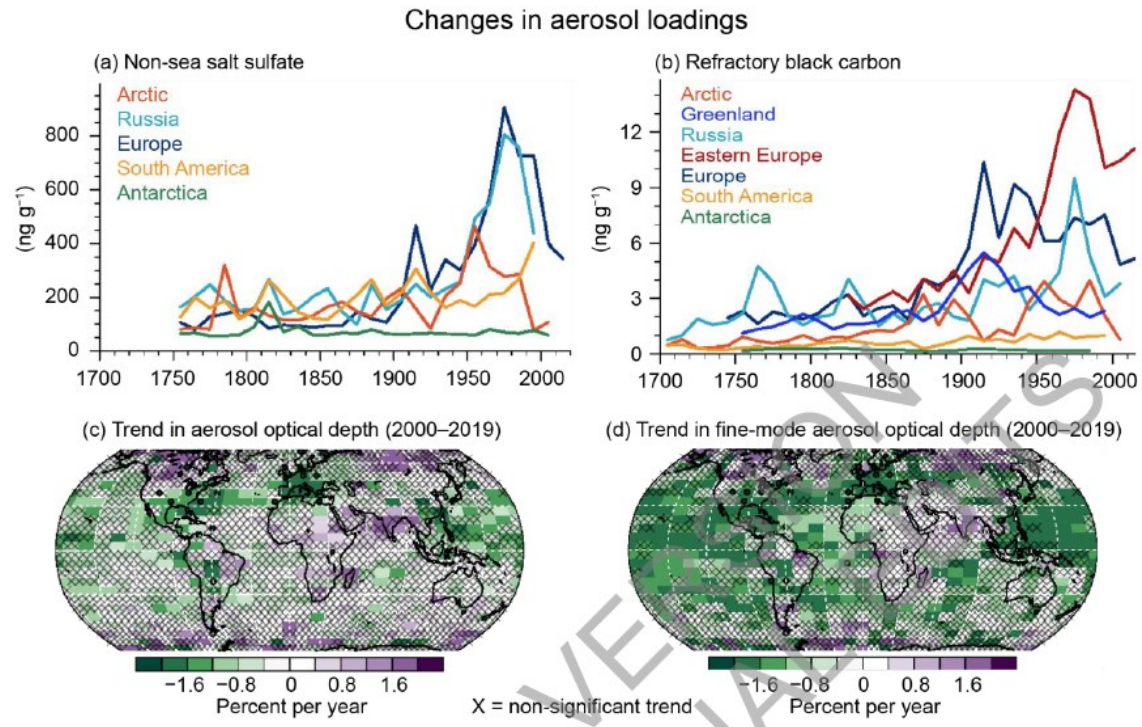 Changes in aerosol loadings
(a) Non-sea salt sulfate
Arctic
Russia
Europe
South America
Antarctica
(ng g⁻¹)
800
600
400
200
0
1700 1750 1800 1850 1900 1950 2000
(b) Refractory black carbon
Arctic
Greenland
Russia
Eastern Europe
Europe
South America
Antarctica
(ng g⁻¹)
12
9
6
3
0
1700 1750 1800 1850 1900 1950 2000
(c) Trend in aerosol optical depth (2000–2019)
−1.6 −0.8 0 0.8 1.6
Percent per year
(d) Trend in fine-mode aerosol optical depth (2000–2019)
−1.6 −0.8 0 0.8 1.6
Percent per year
X = non-significant trend